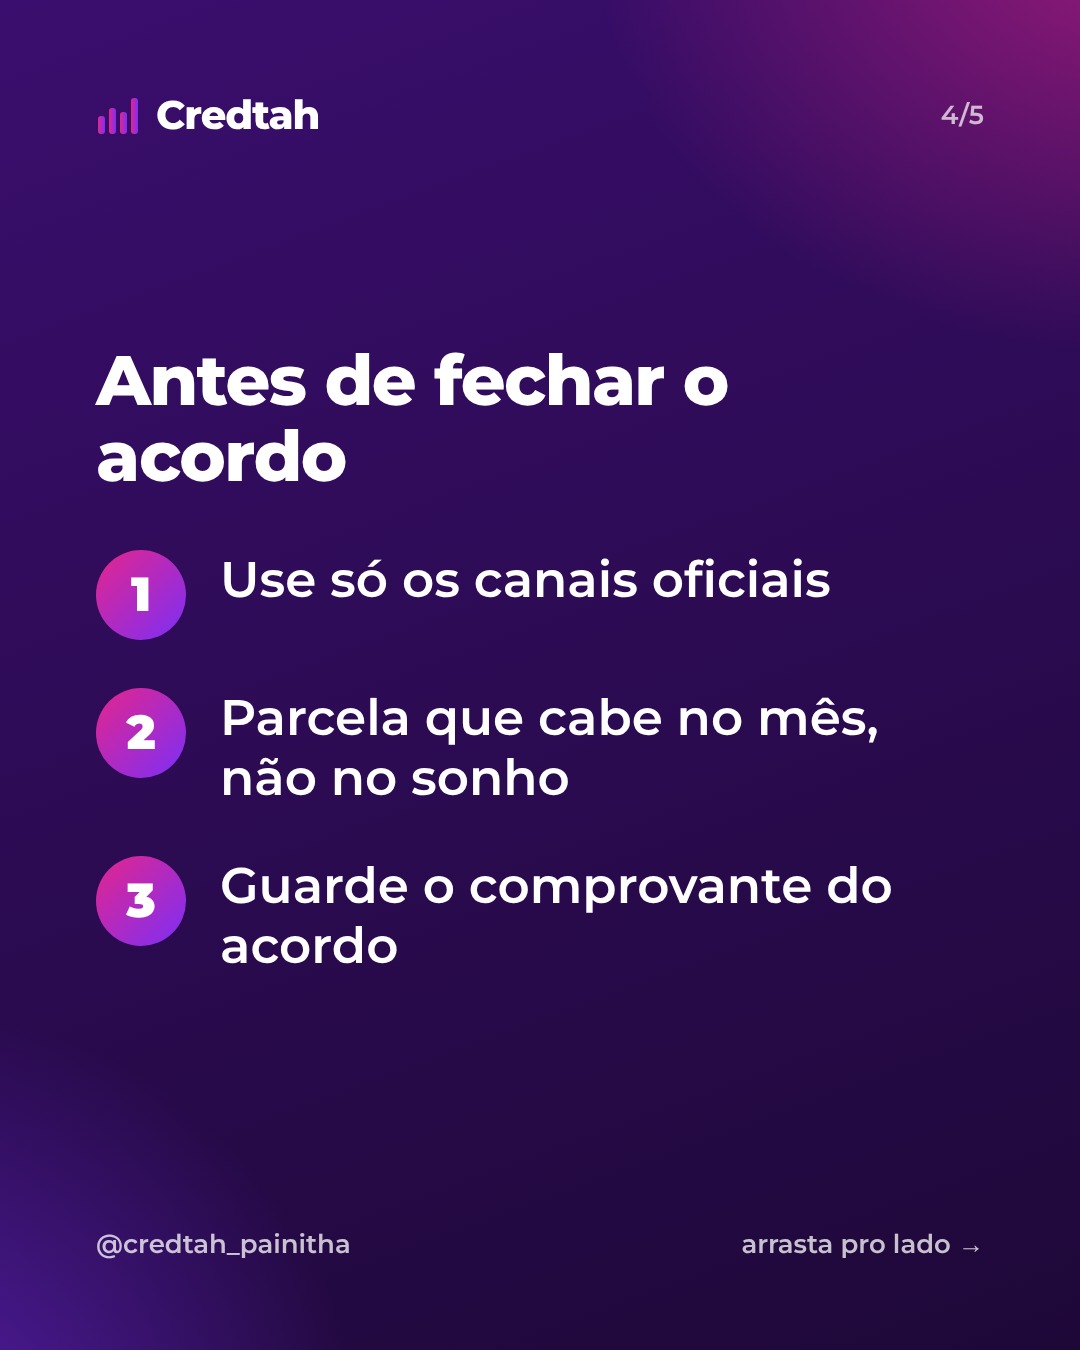 Credtah
4/5
Antes de fechar o
acordo
1
Use só os canais oficiais
2
Parcela que cabe no mês,
não no sonho
3
Guarde o comprovante do
acordo
@credtah_painitha
arrasta pro lado →